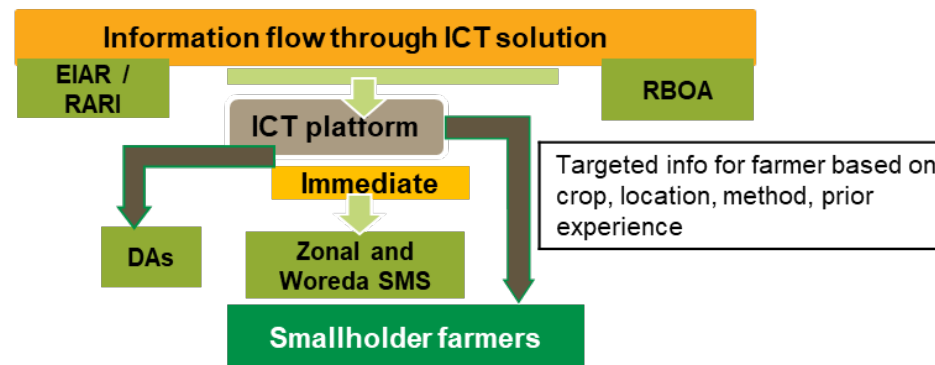 Information flow through ICT solution
EIAR /
RARI
RBOA
ICT platform
Immediate
Targeted info for farmer based on
crop, location, method, prior
experience
DAs
Zonal and
Woreda SMS
Smallholder farmers